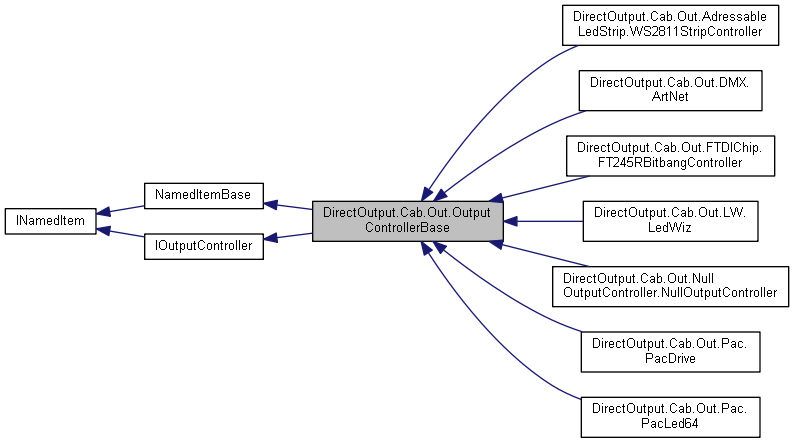 INamedItem
NamedItemBase
IOutputController
DirectOutput.Cab.Out.Output
ControllerBase
DirectOutput.Cab.Out.Adressable
LedStrip.WS2811StripController
DirectOutput.Cab.Out.DMX.
ArtNet
DirectOutput.Cab.Out.FTDIChip.
FT245RBitbangController
DirectOutput.Cab.Out.LW.
LedWiz
DirectOutput.Cab.Out.Null
OutputController.NullOutputController
DirectOutput.Cab.Out.Pac.
PacDrive
DirectOutput.Cab.Out.Pac.
PacLed64